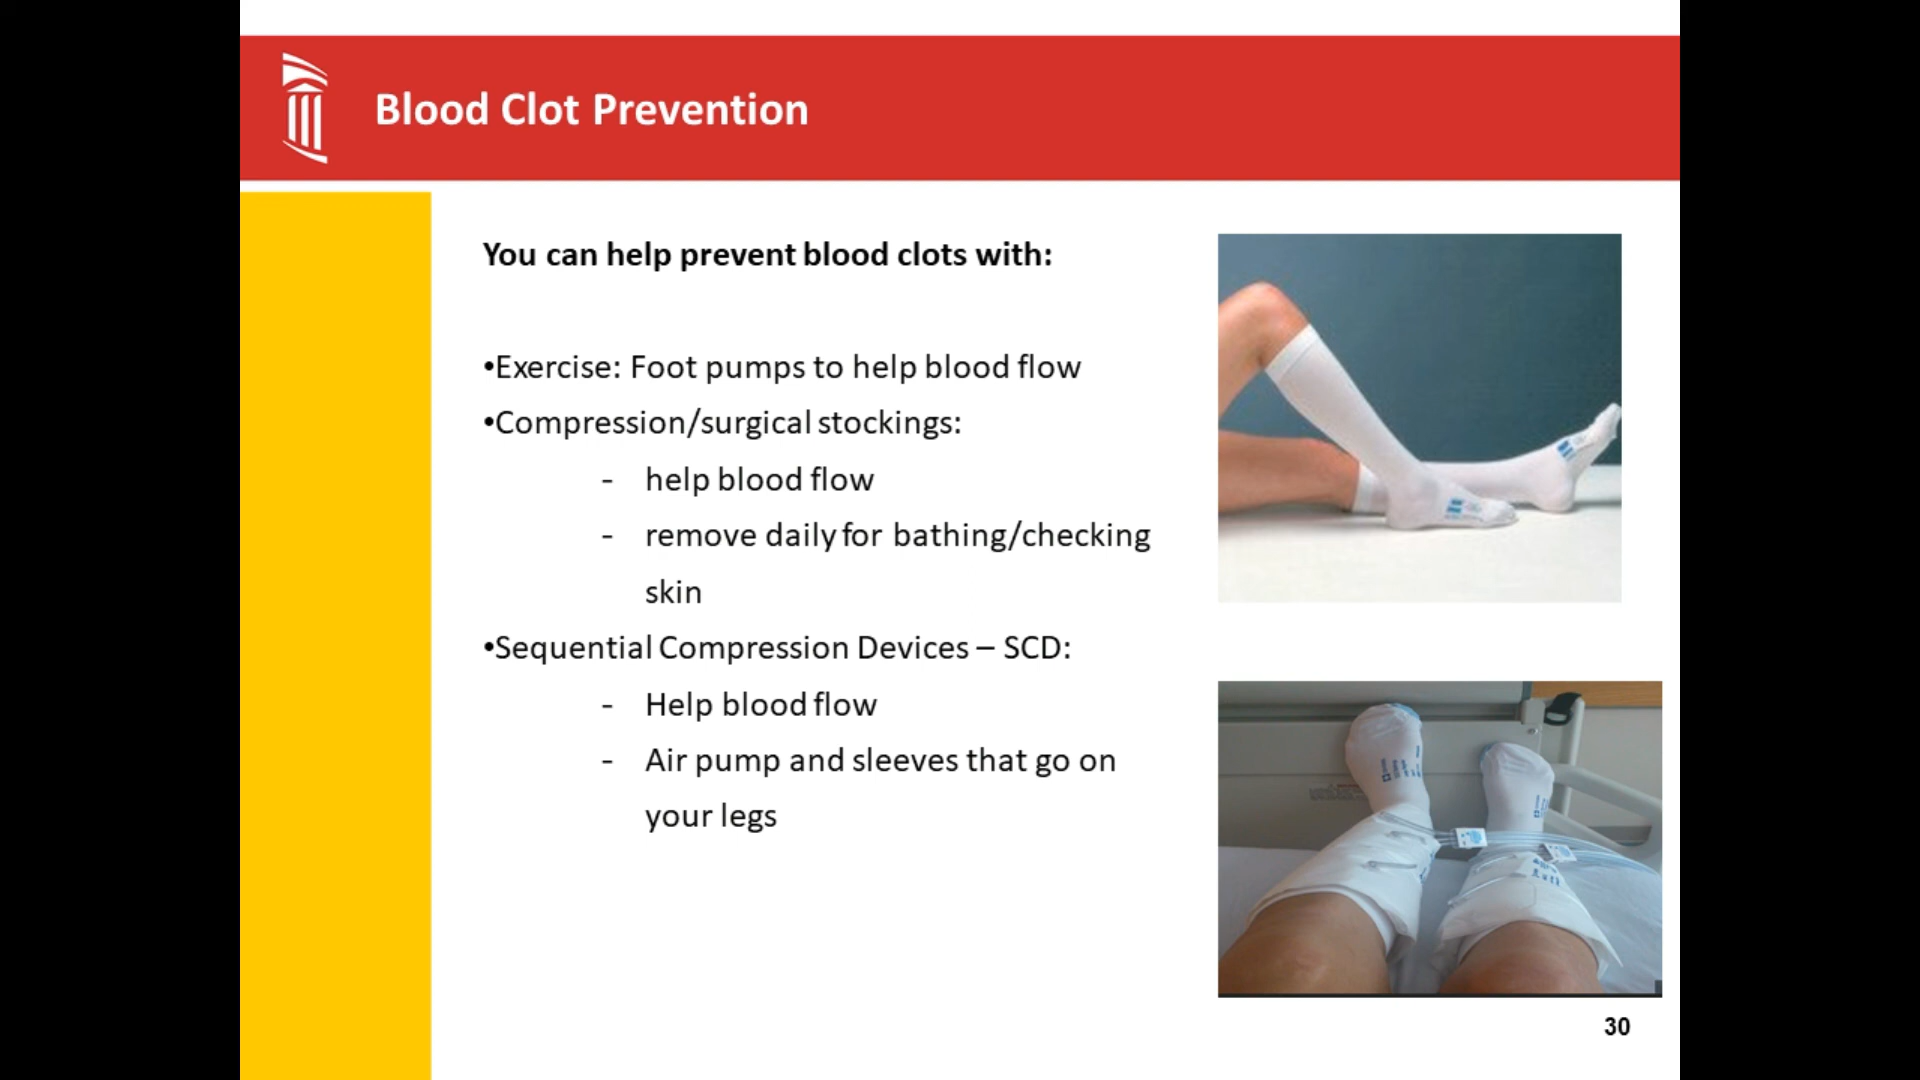 Blood Clot Prevention
You can help prevent blood clots with:
•Exercise: Foot pumps to help blood flow
•Compression/surgical stockings:
- help blood flow
- remove daily for bathing/checking
skin
•Sequential Compression Devices – SCD:
- Help blood flow
- Air pump and sleeves that go on
your legs
30